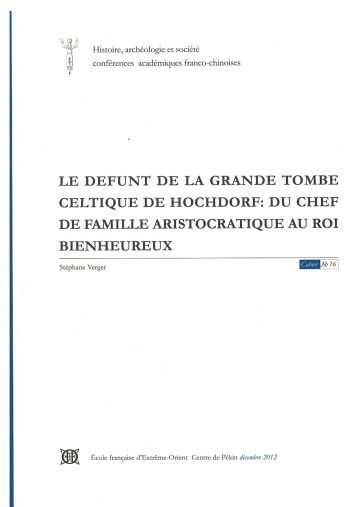 Histoire, archéologie et société
conférences académiques franco-chinoises
LE DEFUNT DE LA GRANDE TOMBE
CELTIQUE DE HOCHDORF: DU CHEF
DE FAMILLE ARISTOCRATIQUE AU ROI
BIENHEUREUX
Stéphane Verger
Cahier № 16
École française d'Extrême-Orient Centre de Pékin décembre 2012